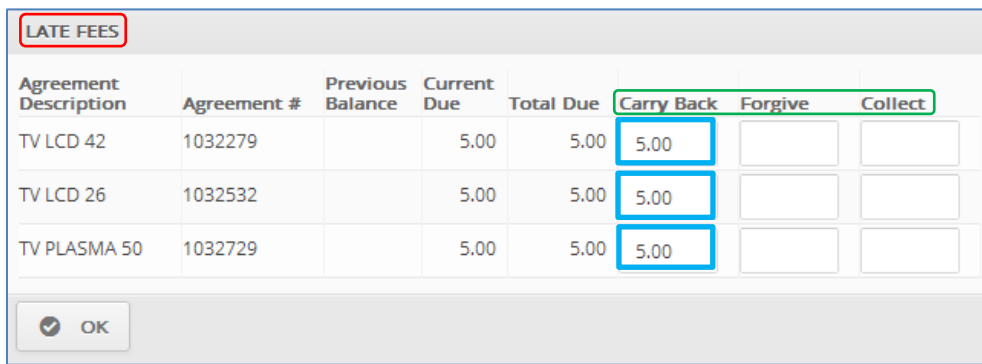 LATE FEES
Agreement Description Agreement # Previous Balance Current Due Total Due Carry Back Forgive Collect
TV LCD 42 1032279 5.00 5.00 5.00
TV LCD 26 1032532 5.00 5.00 5.00
TV PLASMA 50 1032729 5.00 5.00 5.00
OK